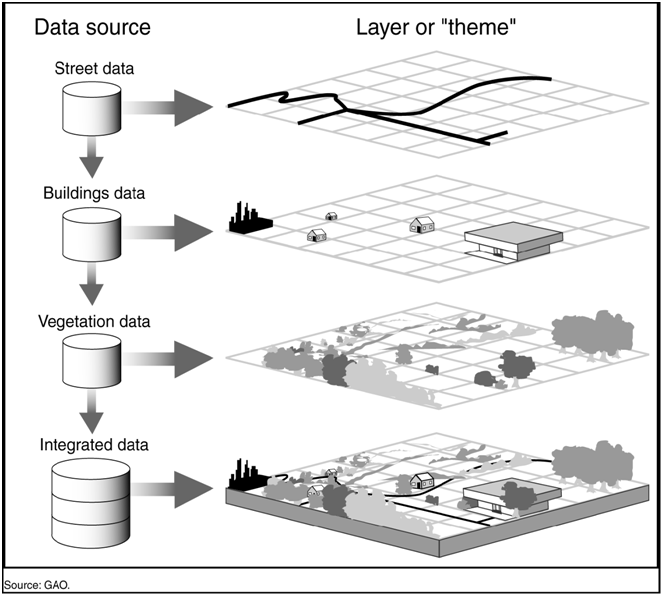 Data source
Layer or "theme"
Street data
Buildings data
Vegetation data
Integrated data
Source: GAO.